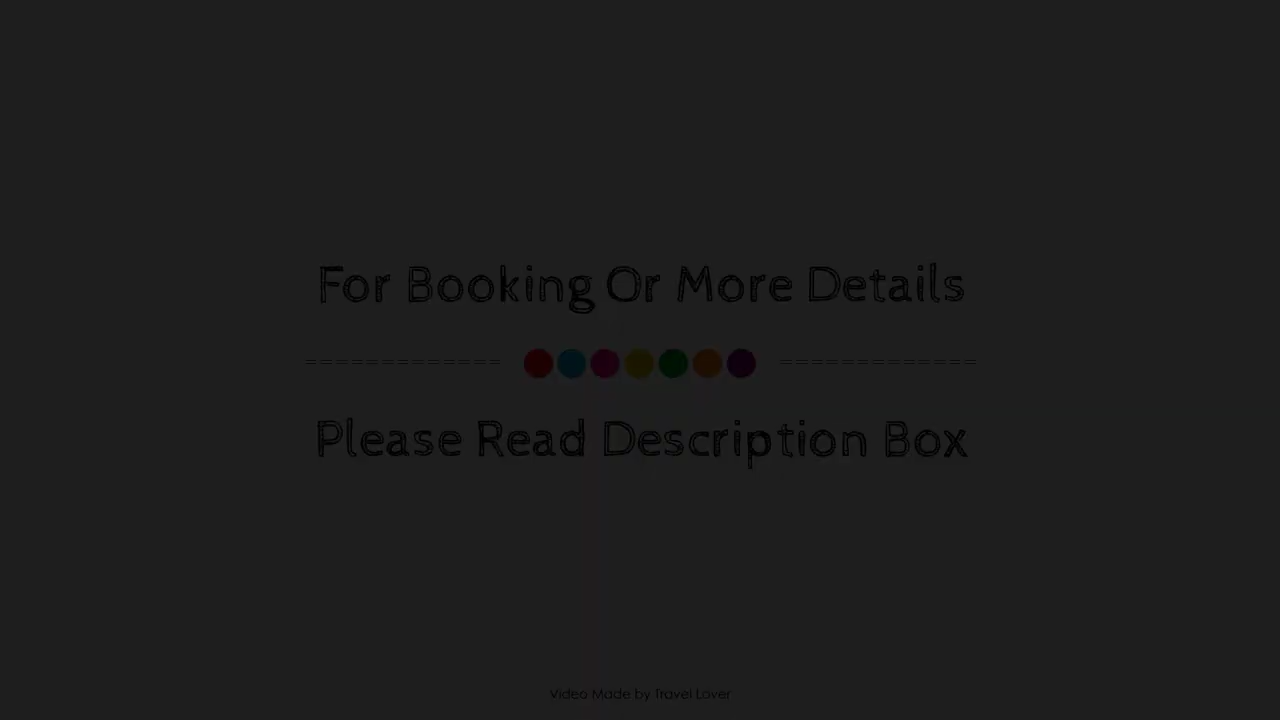 For Booking Or More Details
============= =============
Please Read Description Box
Video Made by Travel Lover